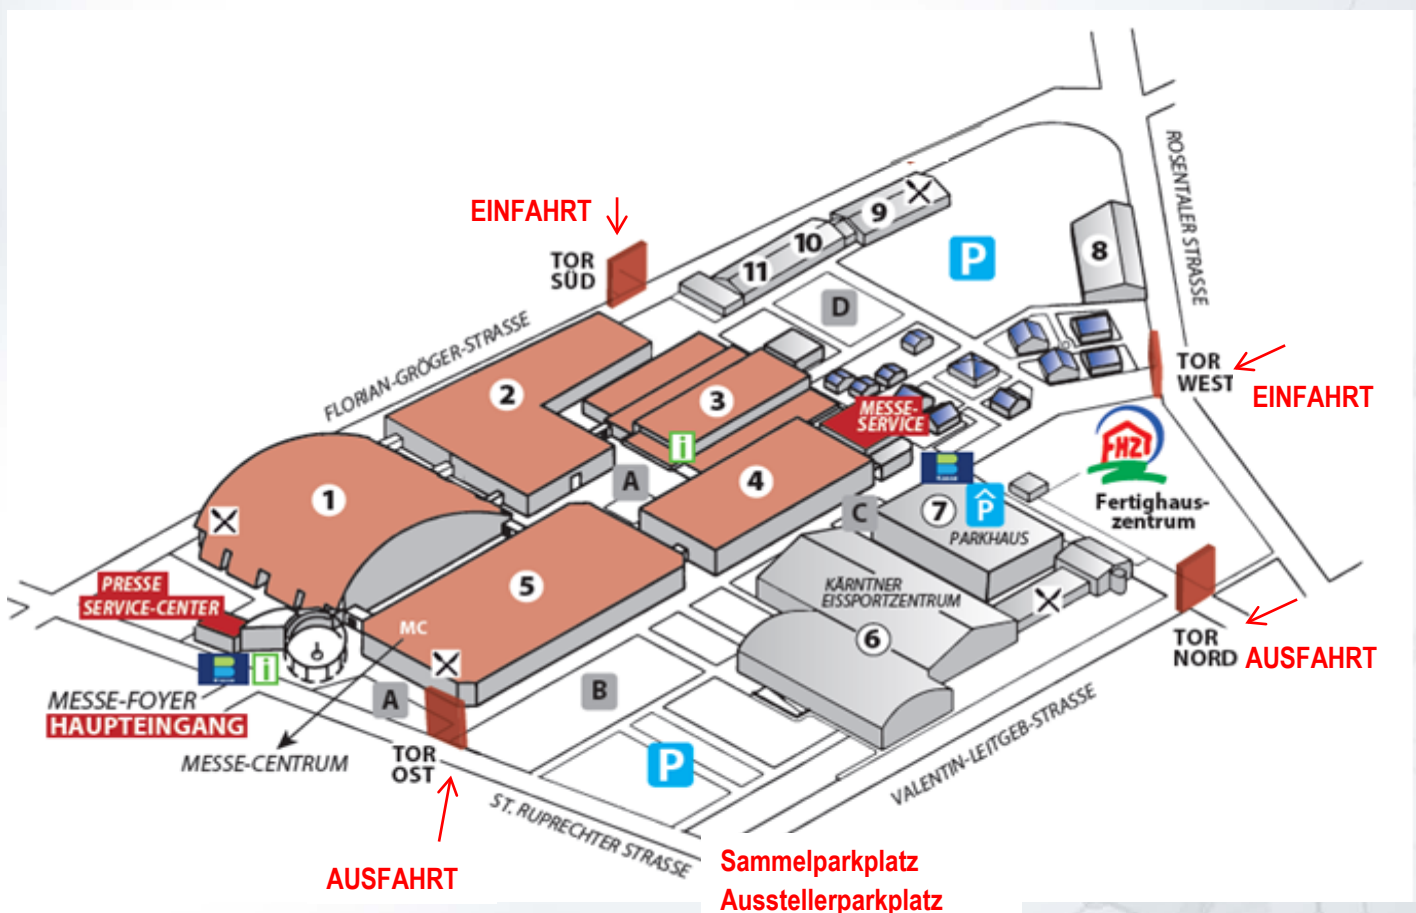 ROSENTALER STRASSE
EINFAHRT
9
10
8
TOR
SÜD
11
P
D
FLORIAN-GRÖGER-STRASSE
TOR
WEST
EINFAHRT
2
3
MESSE-
SERVICE
i
FHZ
4
A
1
7
P
C
PARKHAUS
Fertighaus-
zentrum
PRESSE
SERVICE-CENTER
5
KÄRNTNER
EISSPORTZENTRUM
MC
6
TOR
NORD
AUSFAHRT
i
MESSE-FOYER
HAUPTEINGANG
A
B
MESSE-CENTRUM
TOR
OST
P
VALENTIN-LEITGEB-STRASSE
ST. RUPRECHTER STRASSE
AUSFAHRT
Sammelparkplatz
Ausstellerparkplatz